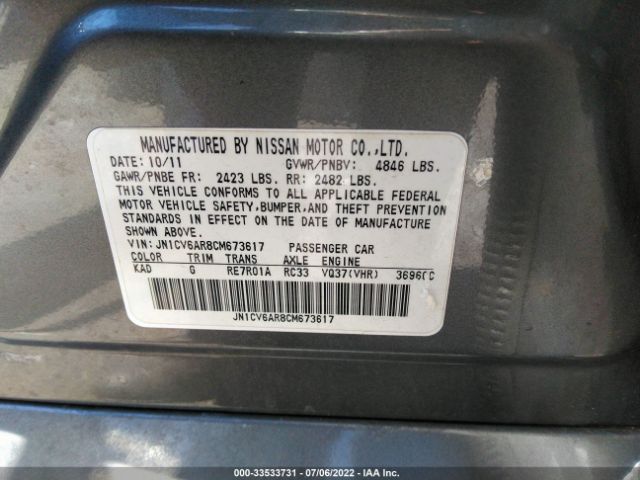 MANUFACTURED BY NISSAN MOTOR CO.,LTD.
DATE: 10/11 GVWR/PNBV: 4846 LBS.
GAWR/PNBE FR: 2423 LBS. RR: 2482 LBS.
THIS VEHICLE CONFORMS TO ALL APPLICABLE FEDERAL
MOTOR VEHICLE SAFETY,BUMPER,AND THEFT PREVENTION
STANDARDS IN EFFECT ON THE DATE OF MANUFACTURE
SHOWN ABOVE.
VIN: JN1CV6AR8CM673617 PASSENGER CAR
COLOR TRIM TRANS AXLE ENGINE
KAD G RE7R01A RC33 VQ37(VHR)
JN1CV6AR8CM673617
000-33533731 - 07/06/2022 - IAA Inc.